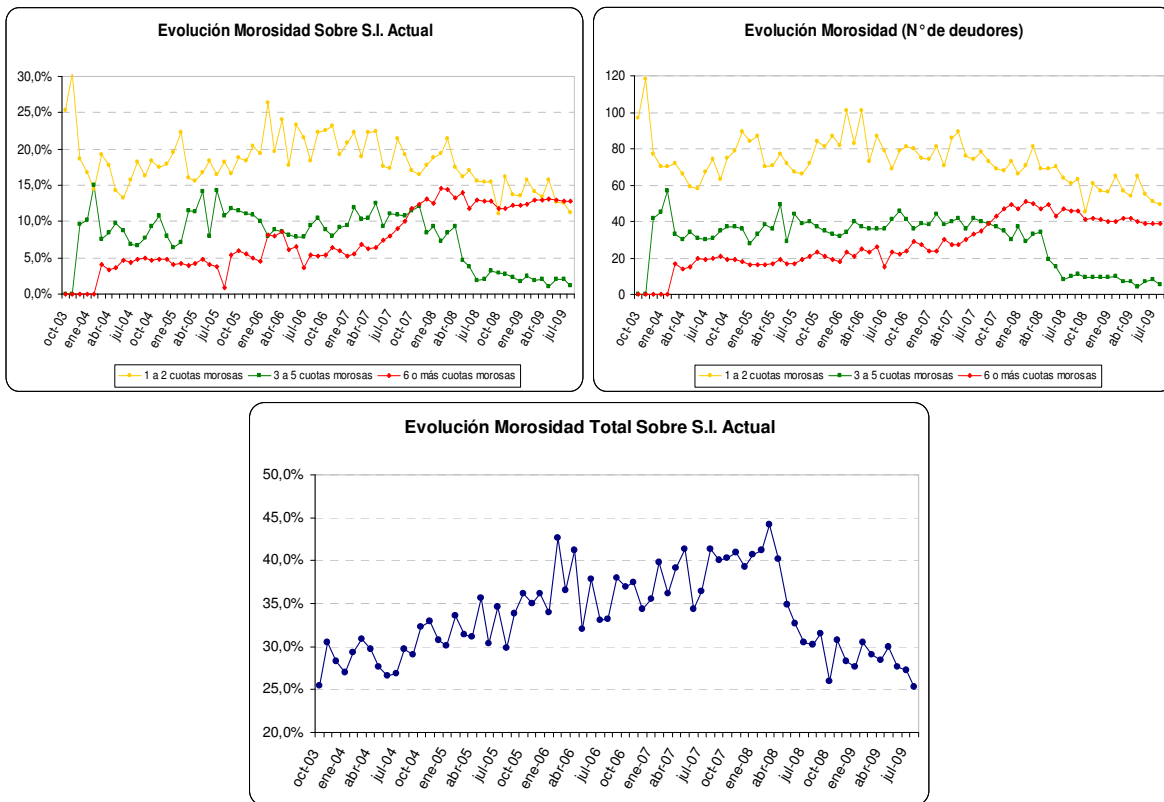 Evolución Morosidad Sobre S.I. Actual
30,0%
25,0%
20,0%
15,0%
10,0%
5,0%
0,0%
oct-03
ene-04
abr-04
jul-04
oct-04
ene-05
abr-05
jul-05
oct-05
ene-06
abr-06
jul-06
oct-06
ene-07
abr-07
jul-07
oct-07
ene-08
abr-08
jul-08
oct-08
ene-09
abr-09
jul-09
1 a 2 cuotas morosas
3 a 5 cuotas morosas
6 o más cuotas morosas
Evolución Morosidad (N° de deudores)
120
100
80
60
40
20
0
oct-03
ene-04
abr-04
jul-04
oct-04
ene-05
abr-05
jul-05
oct-05
ene-06
abr-06
jul-06
oct-06
ene-07
abr-07
jul-07
oct-07
ene-08
abr-08
jul-08
oct-08
ene-09
abr-09
jul-09
1 a 2 cuotas morosas
3 a 5 cuotas morosas
6 o más cuotas morosas
Evolución Morosidad Total Sobre S.I. Actual
50,0%
45,0%
40,0%
35,0%
30,0%
25,0%
20,0%
oct-03
ene-04
abr-04
jul-04
oct-04
ene-05
abr-05
jul-05
oct-05
ene-06
abr-06
jul-06
oct-06
ene-07
abr-07
jul-07
oct-07
ene-08
abr-08
jul-08
oct-08
ene-09
abr-09
jul-09